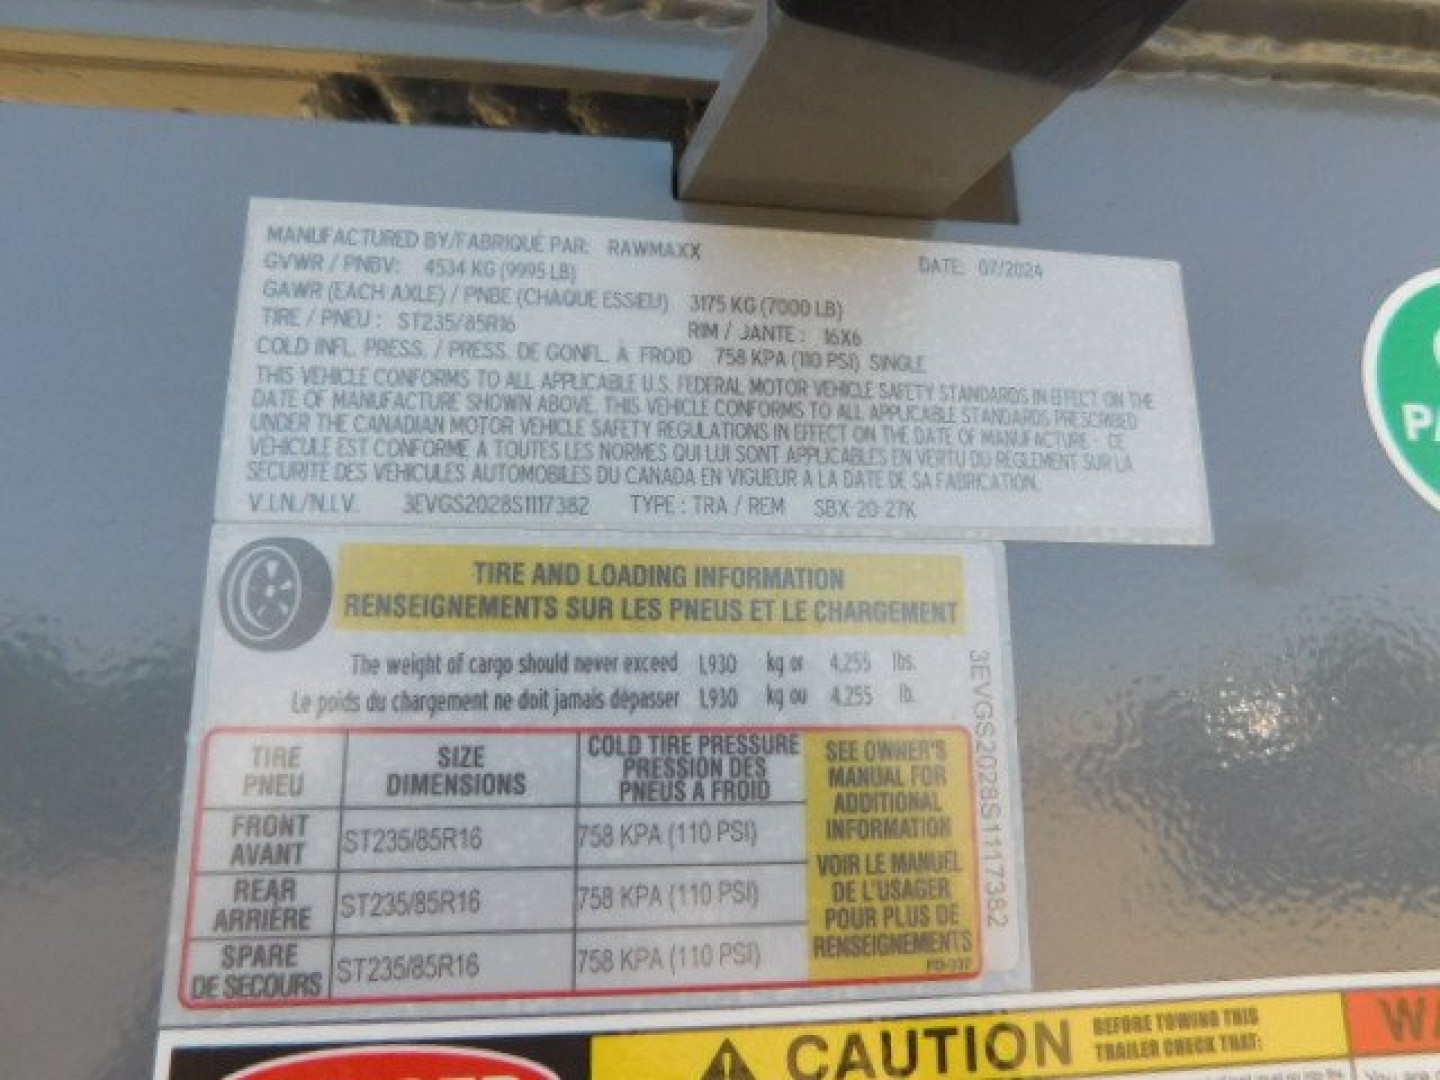 MANUFACTURED BY/FABRIQUÉ PAR: RAWMAXX DATE: 07/2024
GVWR / PNBV: 4534 KG (9995 LB)
GAWR (EACH AXLE) / PNBE (CHAQUE ESSIEU) 3175 KG (7000 LB)
TIRE / PNEU: ST235/85R16 RIM / JANTE: 16X6
COLD INFL. PRESS. / PRESS. DE GONFL. À FROID 758 KPA (110 PSI) SINGLE
THIS VEHICLE CONFORMS TO ALL APPLICABLE U.S. FEDERAL MOTOR VEHICLE SAFETY STANDARDS IN EFFECT ON THE
DATE OF MANUFACTURE SHOWN ABOVE. THIS VEHICLE CONFORMS TO ALL APPLICABLE STANDARDS PRESCRIBED
UNDER THE CANADIAN MOTOR VEHICLE SAFETY REGULATIONS IN EFFECT ON THE DATE OF MANUFACTURE - CE
VEHICULE EST CONFORME A TOUTES LES NORMES QUI LUI SONT APPLICABLES EN VERTU DU REGLEMENT SUR LA
SECURITE DES VEHICULES AUTOMOBILES DU CANADA EN VIGUEUR A LA DATE DE SA FABRICATION.
V.I.N./N.I.V. 3EVGS2028S1117382 TYPE: TRA / REM SBX-20-27K
TIRE AND LOADING INFORMATION
RENSEIGNEMENTS SUR LES PNEUS ET LE CHARGEMENT
The weight of cargo should never exceed 1,930 kg or 4,255 lbs.
Le poids du chargement ne doit jamais dépasser 1,930 kg ou 4,255 lb.
3EVGS2028S1117382
TIRE
PNEU
SIZE
DIMENSIONS
COLD TIRE PRESSURE
PRESSION DES
PNEUS A FROID
FRONT
AVANT
ST235/85R16
758 KPA (110 PSI)
REAR
ARRIÈRE
ST235/85R16
758 KPA (110 PSI)
SPARE
DE SECOURS
ST235/85R16
758 KPA (110 PSI)
SEE OWNER'S
MANUAL FOR
ADDITIONAL
INFORMATION
VOIR LE MANUEL
DE L'USAGER
POUR PLUS DE
RENSEIGNEMENTS
CAUTION
BEFORE TOWING THIS
TRAILER CHECK THAT: